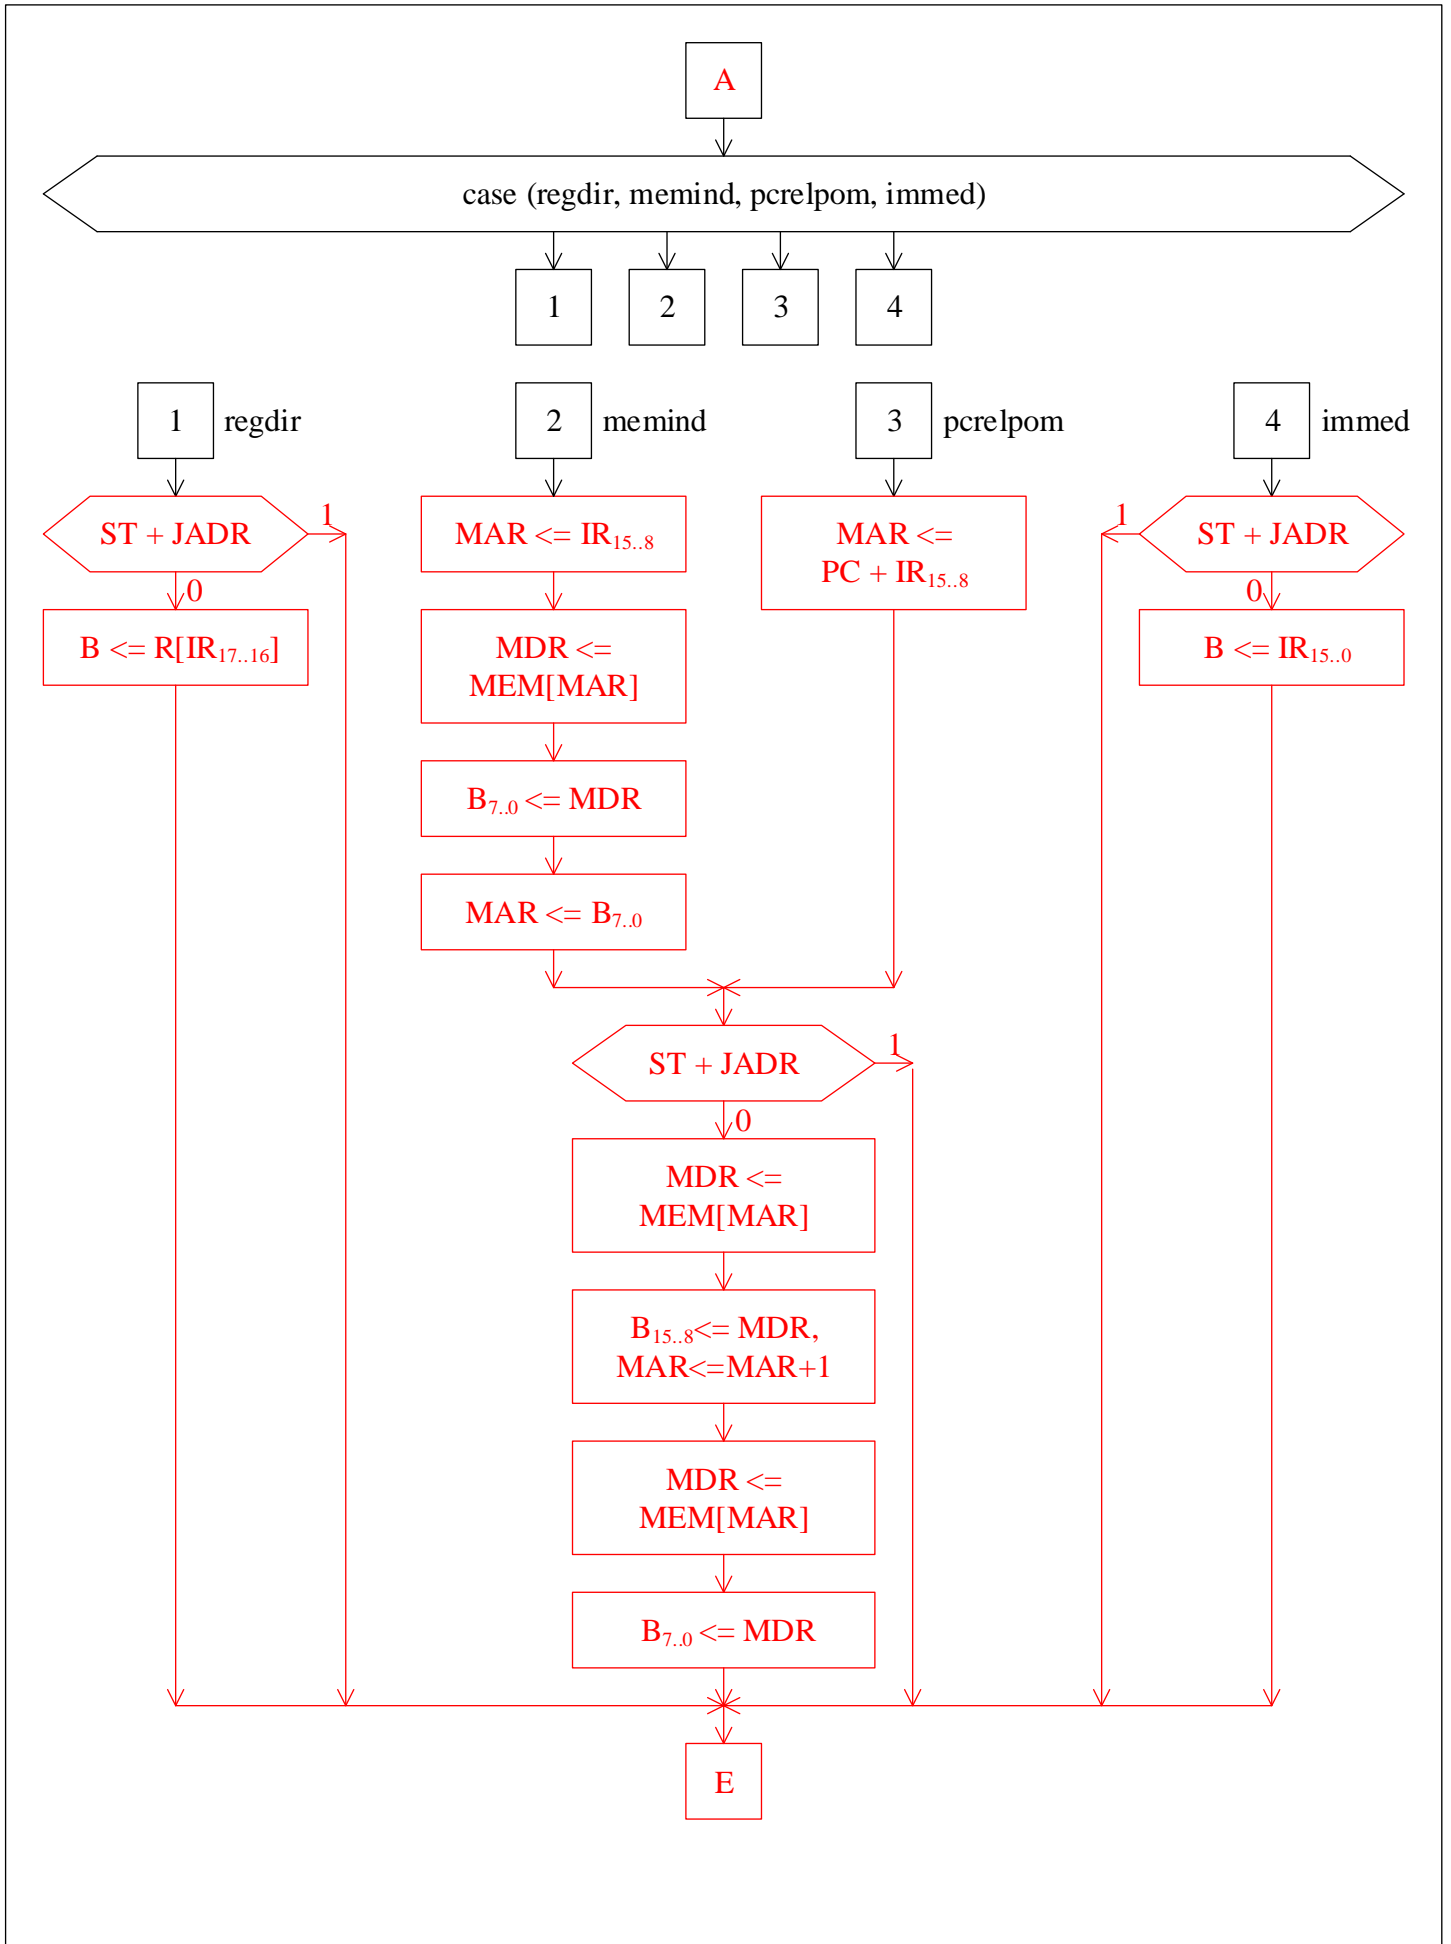 A
case (regdir, memind, pcrelpom, immed)
1
2
3
4
1 regdir
2 memind
3 pcrelpom
4 immed
ST + JADR
1
0
B <= R[IR17..16]
MAR <= IR15..8
MDR <=
MEM[MAR]
B7..0 <= MDR
MAR <= B7..0
MAR <=
PC + IR15..8
ST + JADR
1
0
B <= IR15..0
ST + JADR
1
0
MDR <=
MEM[MAR]
B15..8<= MDR,
MAR<=MAR+1
MDR <=
MEM[MAR]
B7..0 <= MDR
E